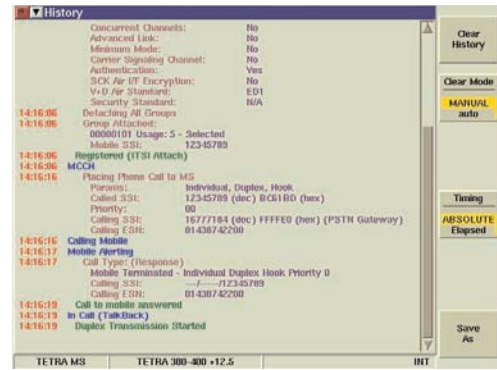 History
Concurrent Channels: No
Advanced Link: No
Minimum Mode: No
Carrier Signaling Channel: No
Authentication: Yes
SCK Air I/F Encryption: No
V+D Air Standard: ED1
Security Standard: N/A
14:16:06 Detaching All Groups
14:16:06 Group Attached:
00000101 Usage: 5 - Selected
Mobile SSI: 12345789
14:16:06 Registered (ITSI Attach)
14:16:06 MCCH
14:16:16 Placing Phone Call to MS
Params: Individual, Duplex, Hook
Called SSI: 12345789 (dec) BC61BD (hex)
Priority: 00
Calling SSI: 16777184 (dec) FFFFE0 (hex) (PSTN Gateway)
Calling ESN: 01438742200
14:16:16 Calling Mobile
14:16:17 Mobile Alerting
14:16:17 Call Type: (Response)
Mobile Terminated - Individual Duplex Hook Priority 0
Calling SSI: ---/-----/12345789
Calling ESN: 01438742200
14:16:19 Call to mobile answered
14:16:19 In Call (TalkBack)
14:16:19 Duplex Transmission Started
Clear
History
Clear Mode
MANUAL
auto
Timing
ABSOLUTE
Elapsed
Save
As
TETRA MS TETRA 380-400 +12.5 INT